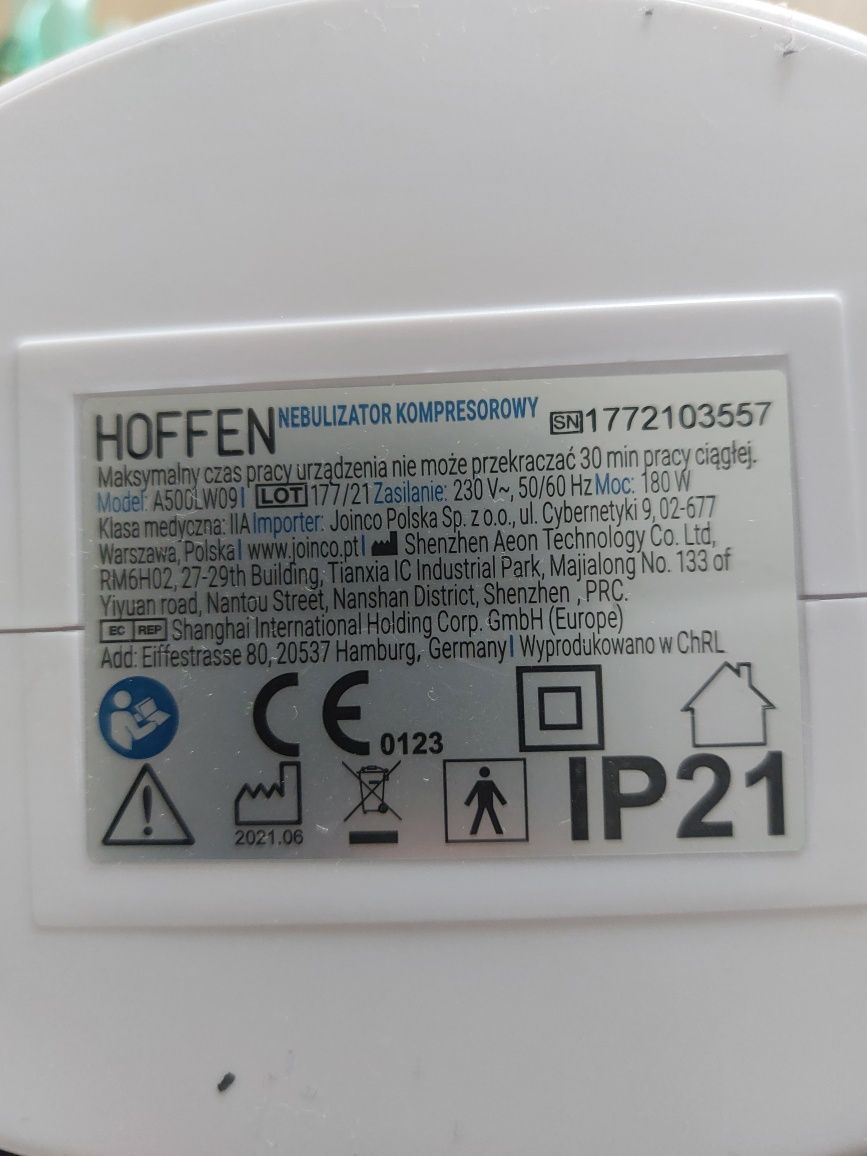 HOFFEN NEBULIZATOR KOMPRESOROWY SN 1772103557
Maksymalny czas pracy urządzenia nie może przekraczać 30 min pracy ciągłej.
Model: A500LW09| LOT 177/21 Zasilanie: 230 V~, 50/60 Hz Moc: 180 W
Klasa medyczna: IIA Importer: Joinco Polska Sp. z o.o., ul. Cybernetyki 9, 02-677
Warszawa, Polska| www.joinco.pt| Shenzhen Aeon Technology Co. Ltd,
RM6H02, 27-29th Building, Tianxia IC Industrial Park, Majialong No. 133 of
Yiyuan road, Nantou Street, Nanshan District, Shenzhen , PRC.
EC REP Shanghai International Holding Corp. GmbH (Europe)
Add: Eiffestrasse 80, 20537 Hamburg, Germany| Wyprodukowano w ChRL
CE 0123
2021.06
IP21